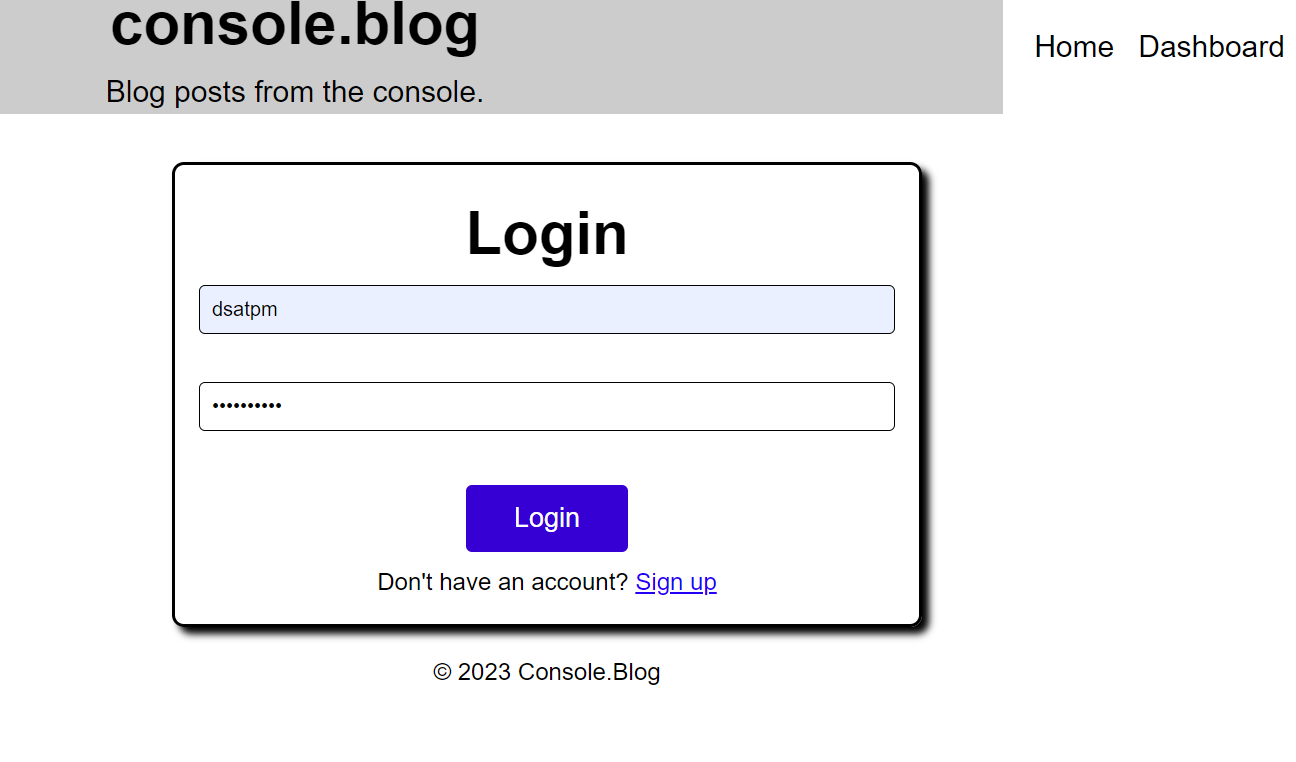 console.blog
Blog posts from the console.
Home Dashboard
Login
dsatpm
••••••••••
Login
Don't have an account? Sign up
© 2023 Console.Blog